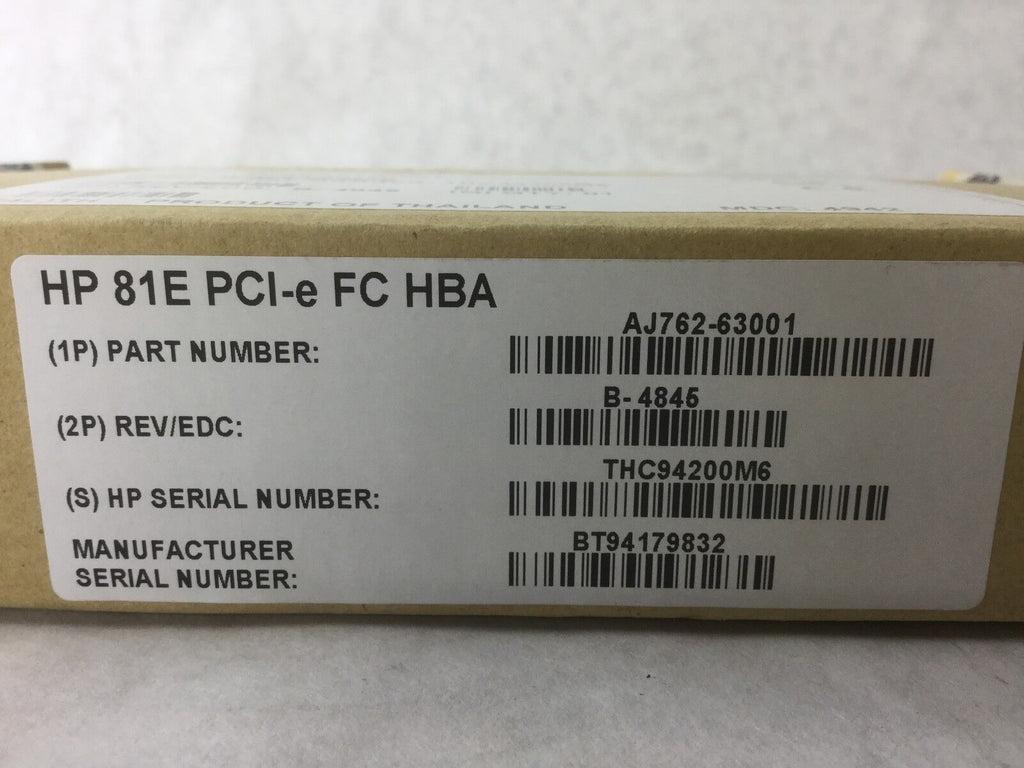 PRODUCT OF THAILAND
HP 81E PCI-e FC HBA
AJ762-63001
(1P) PART NUMBER:
B- 4845
(2P) REV/EDC:
THC94200M6
(S) HP SERIAL NUMBER:
BT94179832
MANUFACTURER
SERIAL NUMBER: